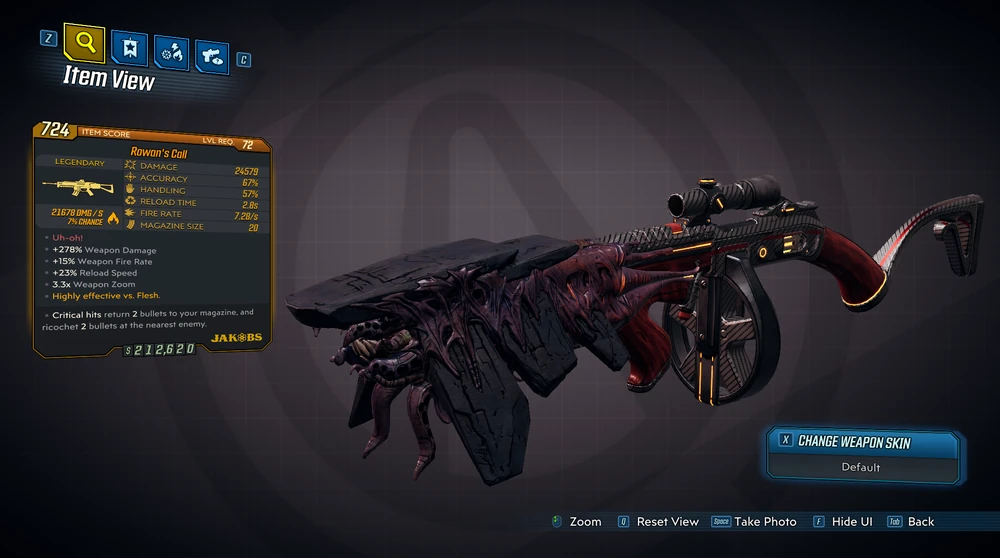 Z
C
Item View
724 ITEM SCORE LVL REQ 72
Rowan's Call
LEGENDARY
DAMAGE 24579
ACCURACY 67%
HANDLING 57%
RELOAD TIME 2.0s
FIRE RATE 7.20/s
MAGAZINE SIZE 20
21678 DMG / S
7% CHANCE
Uh-oh!
+278% Weapon Damage
+15% Weapon Fire Rate
+23% Reload Speed
3.3x Weapon Zoom
Highly effective vs. Flesh.
Critical hits return 2 bullets to your magazine, and
ricochet 2 bullets at the nearest enemy.
JAKOBS
$212,620
X CHANGE WEAPON SKIN
Default
Zoom Q Reset View Space Take Photo F Hide UI Tab Back